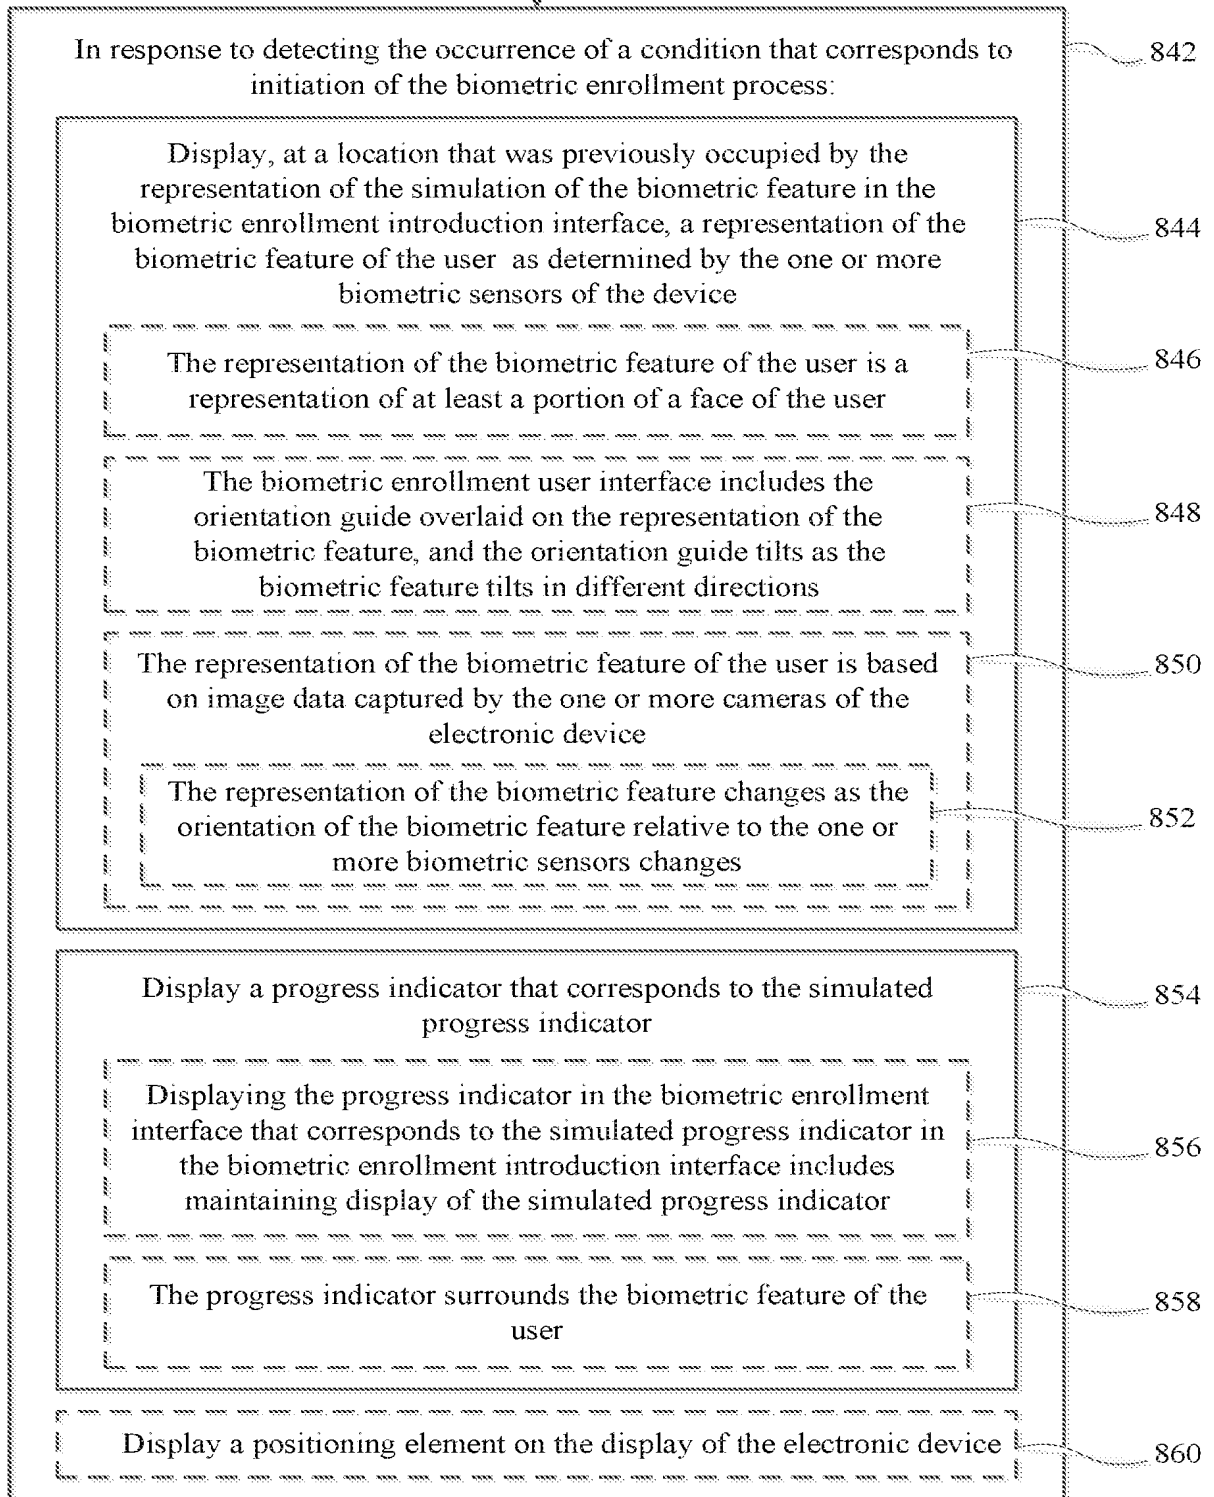 In response to detecting the occurrence of a condition that corresponds to
initiation of the biometric enrollment process:
842
Display, at a location that was previously occupied by the
representation of the simulation of the biometric feature in the
biometric enrollment introduction interface, a representation of the
biometric feature of the user as determined by the one or more
biometric sensors of the device
844
The representation of the biometric feature of the user is a
representation of at least a portion of a face of the user
846
The biometric enrollment user interface includes the
orientation guide overlaid on the representation of the
biometric feature, and the orientation guide tilts as the
biometric feature tilts in different directions
848
The representation of the biometric feature of the user is based
on image data captured by the one or more cameras of the
electronic device
850
The representation of the biometric feature changes as the
orientation of the biometric feature relative to the one or
more biometric sensors changes
852
Display a progress indicator that corresponds to the simulated
progress indicator
854
Displaying the progress indicator in the biometric enrollment
interface that corresponds to the simulated progress indicator in
the biometric enrollment introduction interface includes
maintaining display of the simulated progress indicator
856
The progress indicator surrounds the biometric feature of the
user
858
Display a positioning element on the display of the electronic device
860